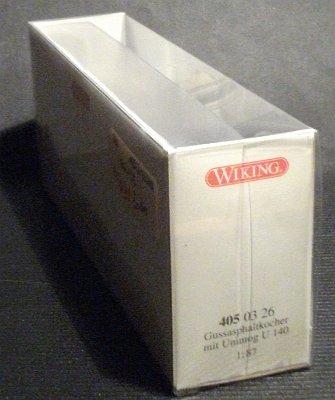 WIKING
405 03 26
Gussasphaltkocher
mit Unimog U 140
1:87